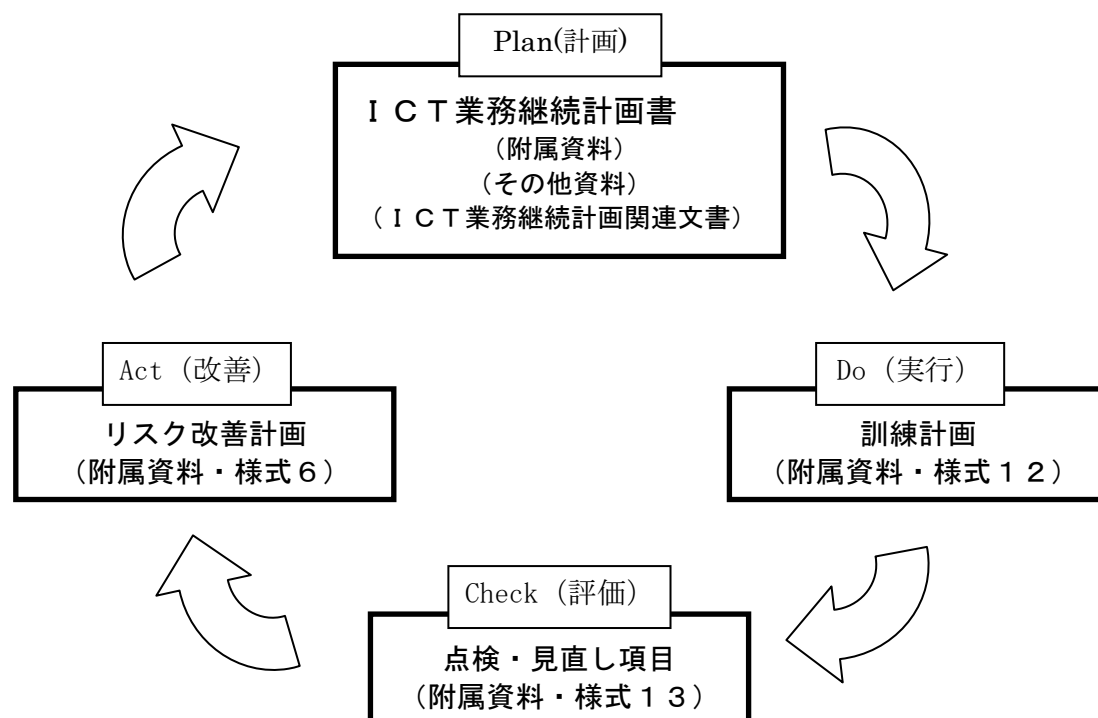 Plan(計画)
ＩＣＴ業務継続計画書
（附属資料）
（その他資料）
（ＩＣＴ業務継続計画関連文書）
Act（改善）
リスク改善計画
（附属資料・様式６）
Do（実行）
訓練計画
（附属資料・様式１２）
Check（評価）
点検・見直し項目
（附属資料・様式１３）